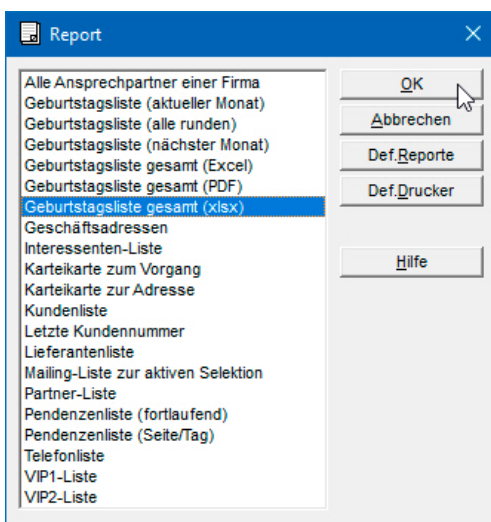 Report
Alle Ansprechpartner einer Firma
Geburtstagsliste (aktueller Monat)
Geburtstagsliste (alle runden)
Geburtstagsliste (nächster Monat)
Geburtstagsliste gesamt (Excel)
Geburtstagsliste gesamt (PDF)
Geburtstagsliste gesamt (xlsx)
Geschäftsadressen
Interessenten-Liste
Karteikarte zum Vorgang
Karteikarte zur Adresse
Kundenliste
Letzte Kundennummer
Lieferantenliste
Mailing-Liste zur aktiven Selektion
Partner-Liste
Pendenzenliste (fortlaufend)
Pendenzenliste (Seite/Tag)
Telefonliste
VIP1-Liste
VIP2-Liste
OK
Abbrechen
Def.Reporte
Def.Drucker
Hilfe